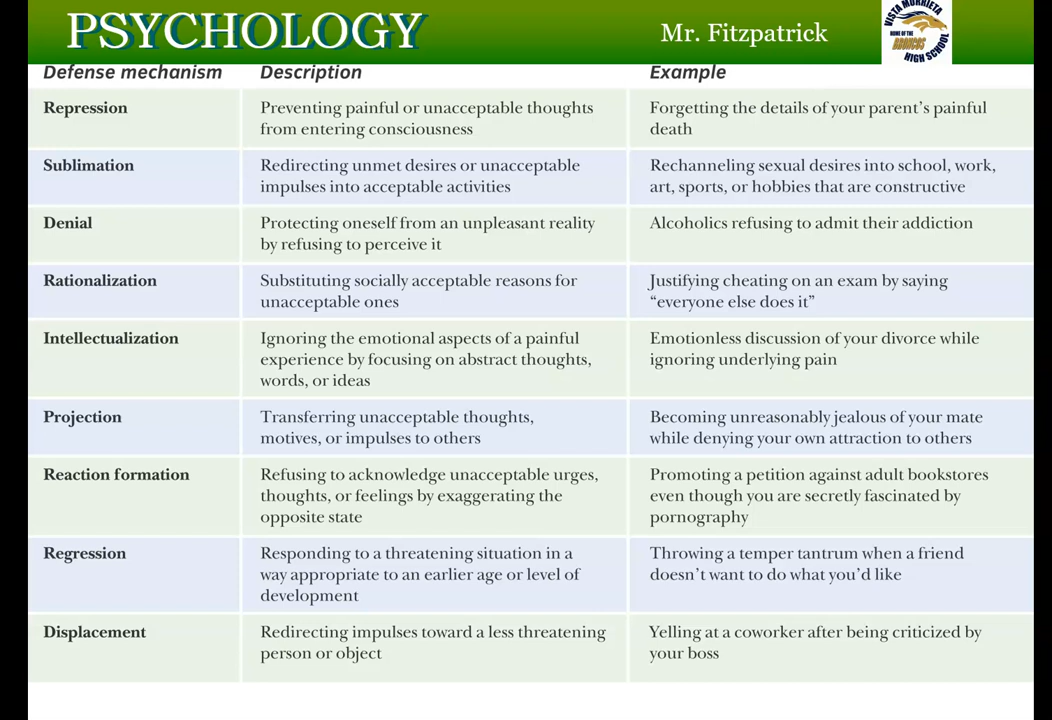 PSYCHOLOGY
Mr. Fitzpatrick
VISTA MURRIETA
HOME OF THE
BRONCOS
HIGH SCHOOL
Defense mechanism Description Example
Repression Preventing painful or unacceptable thoughts Forgetting the details of your parent’s painful
from entering consciousness death
Sublimation Redirecting unmet desires or unacceptable Rechanneling sexual desires into school, work,
impulses into acceptable activities art, sports, or hobbies that are constructive
Denial Protecting oneself from an unpleasant reality Alcoholics refusing to admit their addiction
by refusing to perceive it
Rationalization Substituting socially acceptable reasons for Justifying cheating on an exam by saying
unacceptable ones “everyone else does it”
Intellectualization Ignoring the emotional aspects of a painful Emotionless discussion of your divorce while
experience by focusing on abstract thoughts, ignoring underlying pain
words, or ideas
Projection Transferring unacceptable thoughts, Becoming unreasonably jealous of your mate
motives, or impulses to others while denying your own attraction to others
Reaction formation Refusing to acknowledge unacceptable urges, Promoting a petition against adult bookstores
thoughts, or feelings by exaggerating the even though you are secretly fascinated by
opposite state pornography
Regression Responding to a threatening situation in a Throwing a temper tantrum when a friend
way appropriate to an earlier age or level of doesn’t want to do what you’d like
development
Displacement Redirecting impulses toward a less threatening Yelling at a coworker after being criticized by
person or object your boss